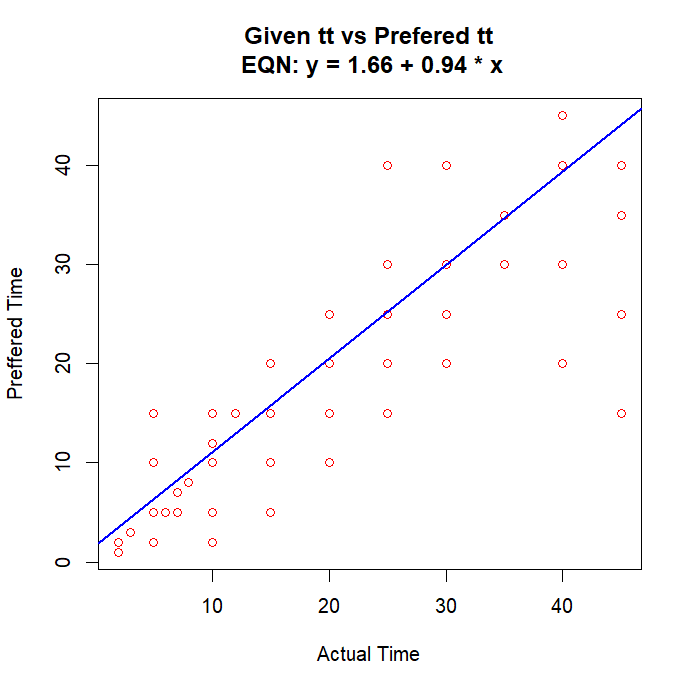 Given tt vs Prefered tt
EQN: y = 1.66 + 0.94 * x
40
30
20
10
0
Preffered Time
10 20 30 40
Actual Time